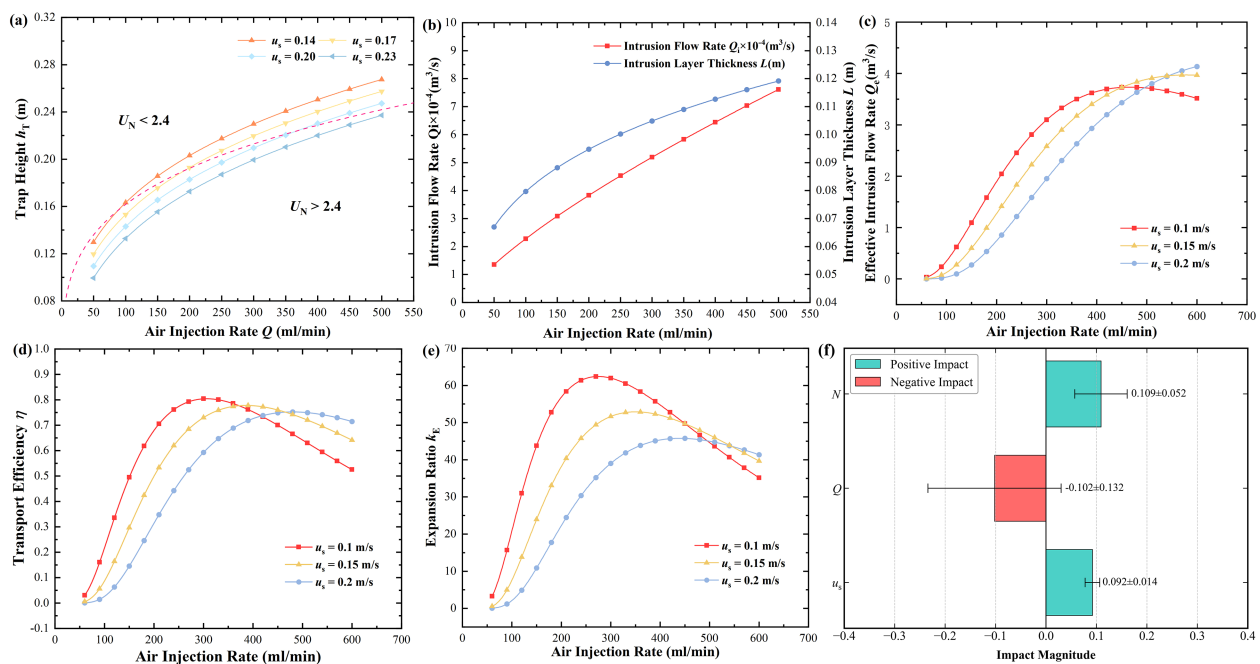 (a)
u_s = 0.14
u_s = 0.17
u_s = 0.20
u_s = 0.23
U_N < 2.4
U_N > 2.4
Trap Height h_T (m)
0.32
0.28
0.24
0.20
0.16
0.12
0.08
0 50 100 150 200 250 300 350 400 450 500 550
Air Injection Rate Q (ml/min)
(b)
Intrusion Flow Rate Q_i×10⁻⁴(m³/s)
Intrusion Layer Thickness L(m)
Intrusion Flow Rate Qi×10⁻⁴(m³/s)
10
9
8
7
6
5
4
3
2
1
0
Intrusion Layer Thickness L (m)
0.14
0.13
0.12
0.11
0.10
0.09
0.08
0.07
0.06
0.05
0.04
0 50 100 150 200 250 300 350 400 450 500 550
Air Injection Rate (ml/min)
(c)
Effective Intrusion Flow Rate Q_e(m³/s)
5
4
3
2
1
0
u_s = 0.1 m/s
u_s = 0.15 m/s
u_s = 0.2 m/s
0 100 200 300 400 500 600 700
Air Injection Rate (ml/min)
(d)
Transport Efficiency η
1.0
0.9
0.8
0.7
0.6
0.5
0.4
0.3
0.2
0.1
0.0
-0.1
u_s = 0.1 m/s
u_s = 0.15 m/s
u_s = 0.2 m/s
0 100 200 300 400 500 600 700
Air Injection Rate (ml/min)
(e)
Expansion Ratio k_E
70
60
50
40
30
20
10
0
u_s = 0.1 m/s
u_s = 0.15 m/s
u_s = 0.2 m/s
0 100 200 300 400 500 600 700
Air Injection Rate (ml/min)
(f)
Positive Impact
Negative Impact
N
0.109±0.052
Q
-0.102±0.132
u_s
0.092±0.014
-0.4 -0.3 -0.2 -0.1 0.0 0.1 0.2 0.3 0.4
Impact Magnitude